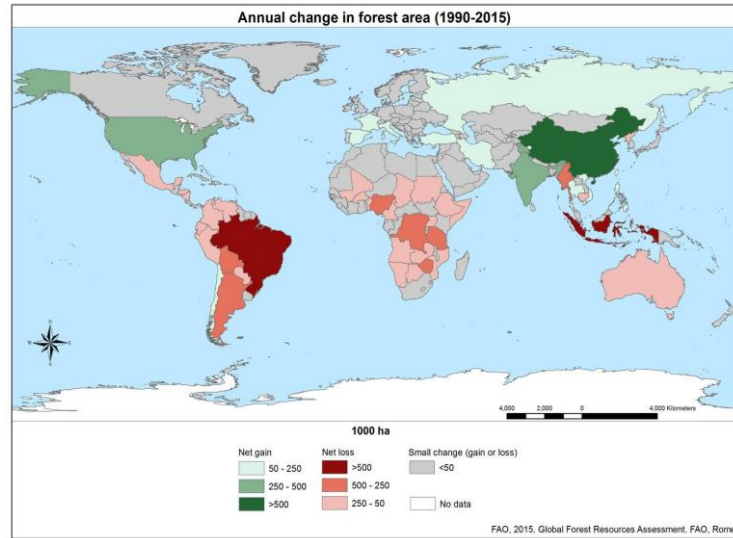 Annual change in forest area (1990-2015)
N
W
E
S
4,000 2,000 0 4,000 Kilometers
1000 ha
Net gain Net loss Small change (gain or loss)
50 - 250 >500 <50
250 - 500 500 - 250
>500 250 - 50 No data
FAO, 2015. Global Forest Resources Assessment. FAO, Rome